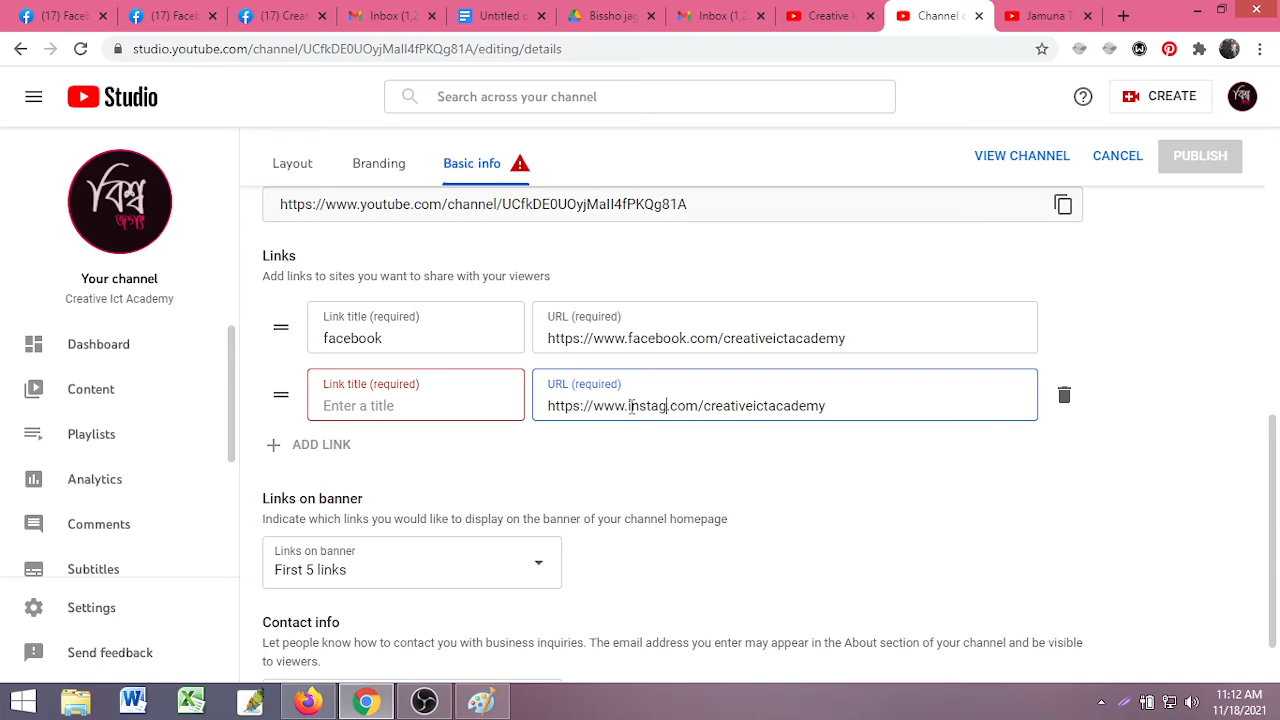 (17) Faceb
(17) Faceb
(17) Creat
Inbox (1,2
Untitled d
Bissho jag
Inbox (1,2
Creative I
Channel c
Jamuna T
studio.youtube.com/channel/UCfkDE0UOyjMaII4fPKQg81A/editing/details
Studio
Search across your channel
CREATE
বিশ্ব
জগৎ
Your channel
Creative Ict Academy
Dashboard
Content
Playlists
Analytics
Comments
Subtitles
Settings
Send feedback
Layout
Branding
Basic info
VIEW CHANNEL
CANCEL
PUBLISH
https://www.youtube.com/channel/UCfkDE0UOyjMaII4fPKQg81A
Links
Add links to sites you want to share with your viewers
Link title (required)
facebook
URL (required)
https://www.facebook.com/creativeictacademy
Link title (required)
Enter a title
URL (required)
https://www.instag.com/creativeictacademy
ADD LINK
Links on banner
Indicate which links you would like to display on the banner of your channel homepage
Links on banner
First 5 links
Contact info
Let people know how to contact you with business inquiries. The email address you enter may appear in the About section of your channel and be visible
to viewers.
11:12 AM
11/18/2021